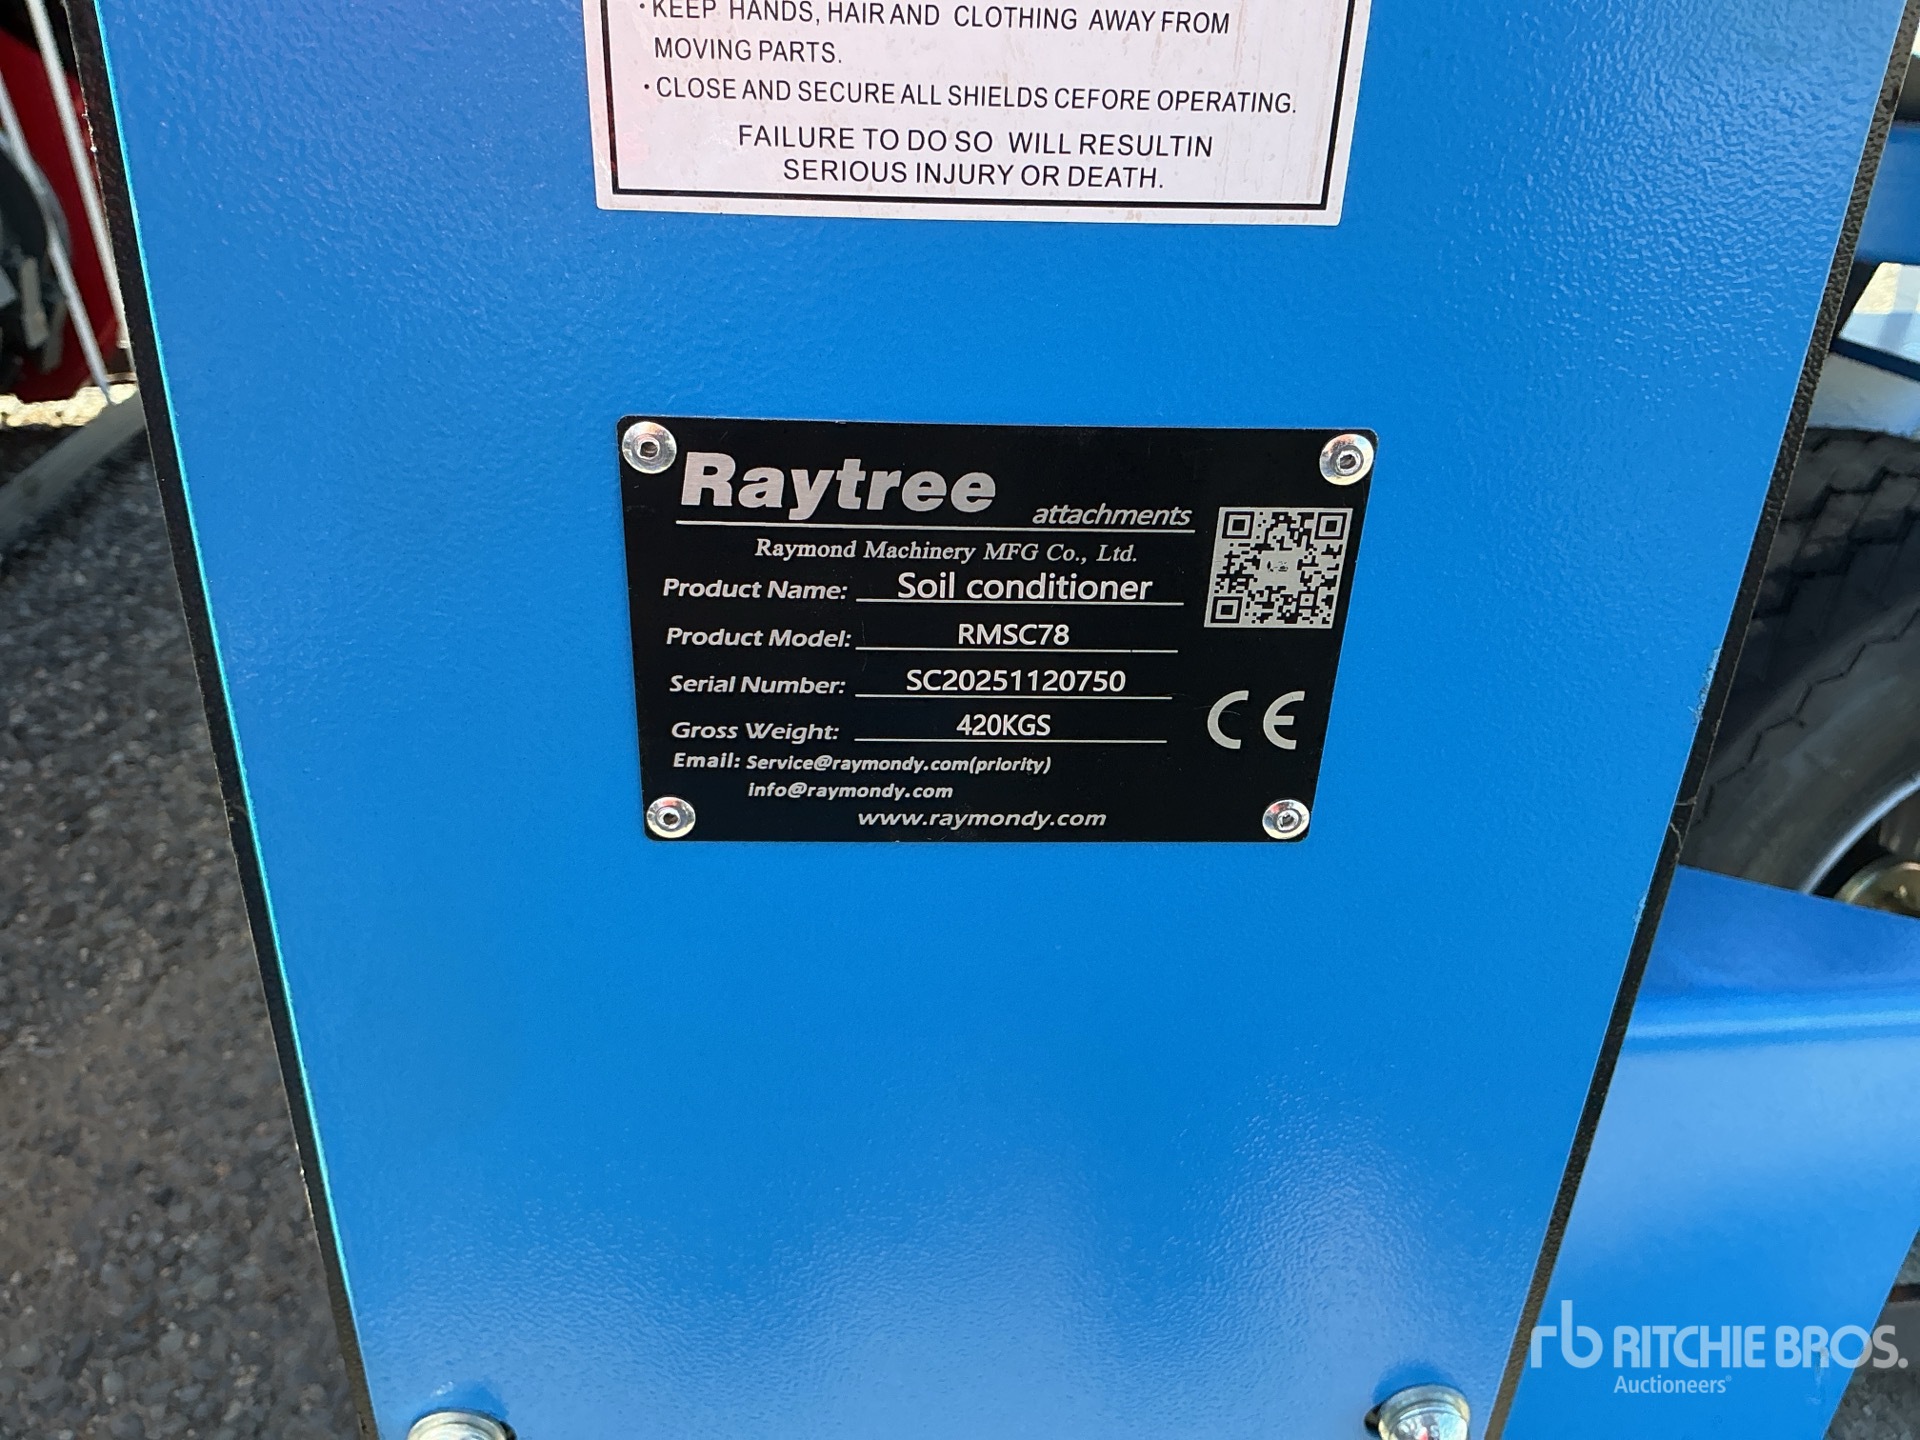 · KEEP HANDS, HAIR AND CLOTHING AWAY FROM
MOVING PARTS.
· CLOSE AND SECURE ALL SHIELDS CEFORE OPERATING.
FAILURE TO DO SO WILL RESULTIN
SERIOUS INJURY OR DEATH.
Raytree
attachments
Raymond Machinery MFG Co., Ltd.
Product Name: Soil conditioner
Product Model: RMSC78
Serial Number: SC20251120750
Gross Weight: 420KGS
CE
Email: Service@raymondy.com(priority)
info@raymondy.com
www.raymondy.com
rb RITCHIE BROS.
Auctioneers